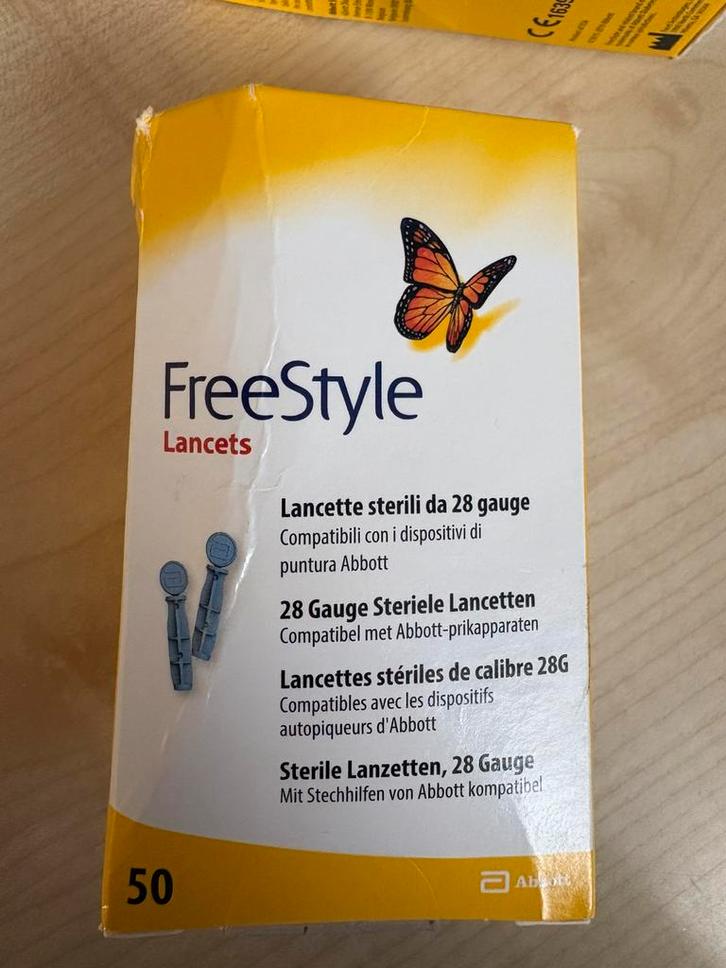 CE1639
FreeStyle
Lancets
Lancette sterili da 28 gauge
Compatibili con i dispositivi di
puntura Abbott
28 Gauge Steriele Lancetten
Compatibel met Abbott-prikapparaten
Lancettes stériles de calibre 28G
Compatibles avec les dispositifs
autopiqueurs d'Abbott
Sterile Lanzetten, 28 Gauge
Mit Stechhilfen von Abbott kompatibel
50
Abbott